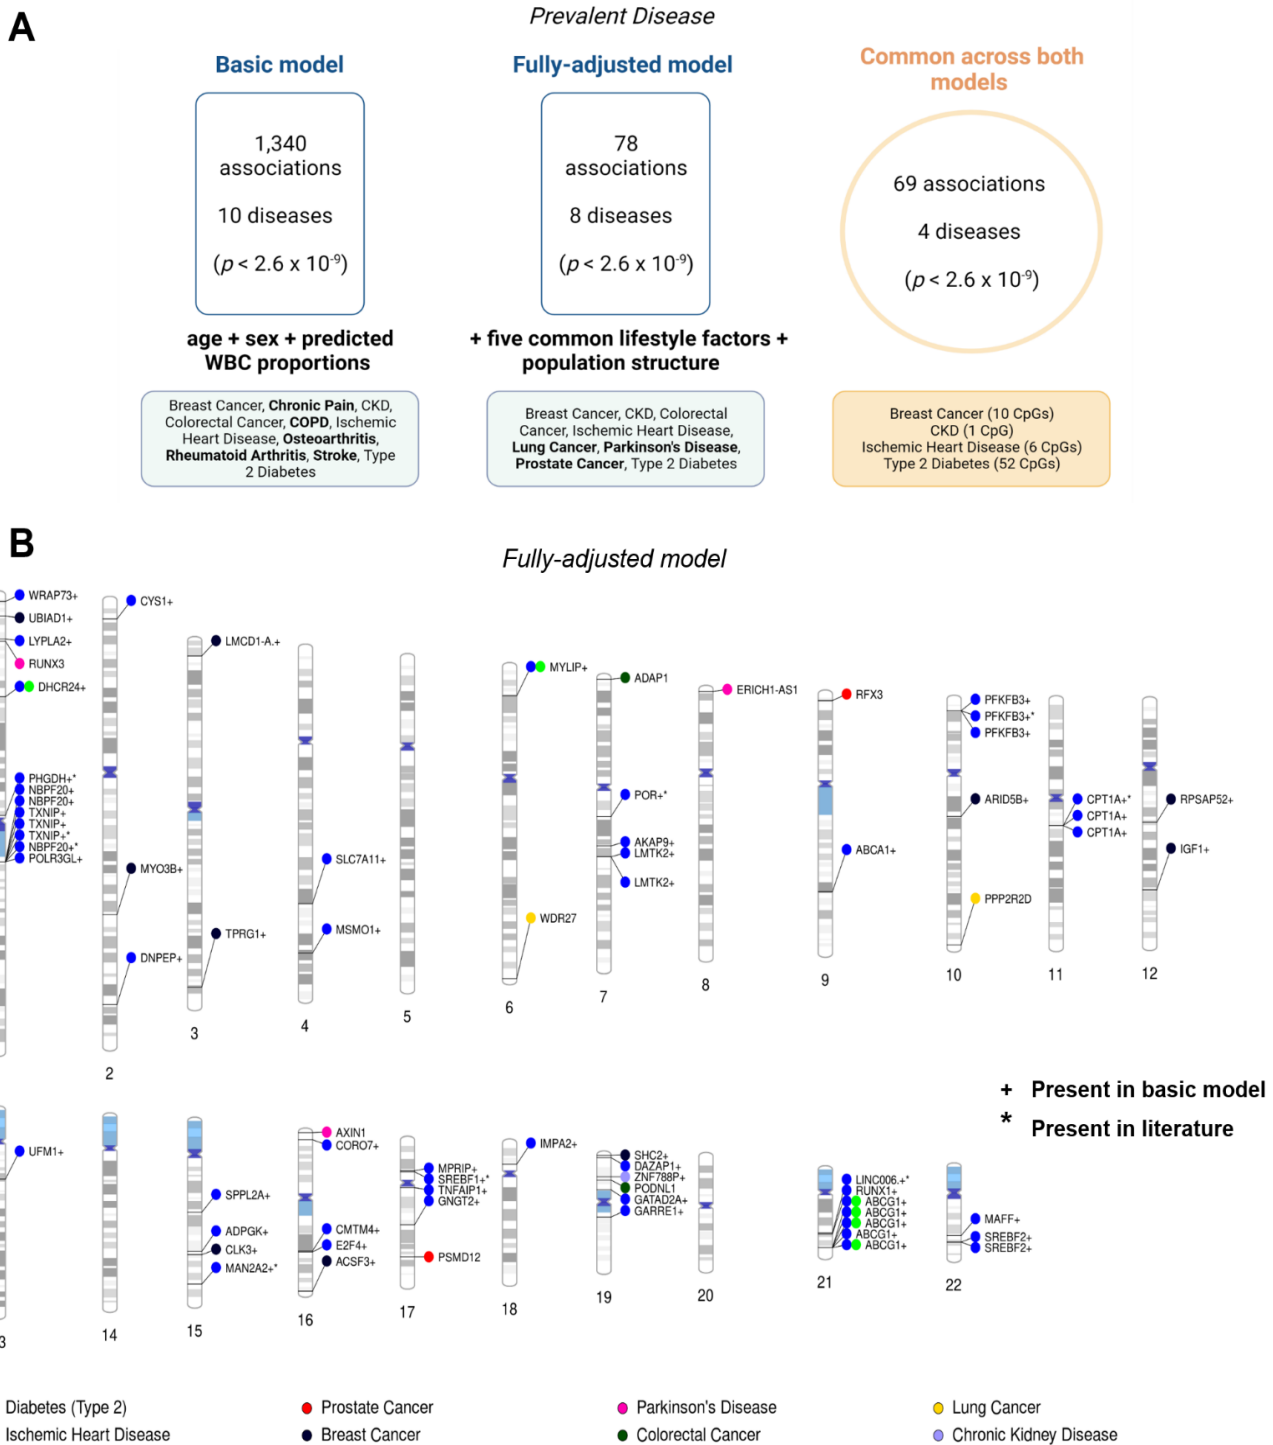 A
Prevalent Disease
Basic model
1,340
associations
10 diseases
(p < 2.6 x 10-9)
age + sex + predicted
WBC proportions
Breast Cancer, Chronic Pain, CKD,
Colorectal Cancer, COPD, Ischemic
Heart Disease, Osteoarthritis,
Rheumatoid Arthritis, Stroke, Type
2 Diabetes
Fully-adjusted model
78
associations
8 diseases
(p < 2.6 x 10-9)
+ five common lifestyle factors +
population structure
Breast Cancer, CKD, Colorectal
Cancer, Ischemic Heart Disease,
Lung Cancer, Parkinson's Disease,
Prostate Cancer, Type 2 Diabetes
Common across both
models
69 associations
4 diseases
(p < 2.6 x 10-9)
Breast Cancer (10 CpGs)
CKD (1 CpG)
Ischemic Heart Disease (6 CpGs)
Type 2 Diabetes (52 CpGs)
B
Fully-adjusted model
WRAP73+
UBIAD1+
LYPLA2+
RUNX3
DHCR24+
PHGDH+*
NBPF20+
NBPF20+
TXNIP+
TXNIP+
TXNIP+*
NBPF20+*
POLR3GL+
CYS1+
MYO3B+
DNPEP+
2
LMCD1-A.+
TPRG1+
3
SLC7A11+
MSMO1+
4
5
MYLIP+
WDR27
6
ADAP1
POR+*
AKAP9+
LMTK2+
LMTK2+
7
ERICH1-AS1
8
RFX3
ABCA1+
9
PFKFB3+
PFKFB3+*
PFKFB3+
ARID5B+
PPP2R2D
10
CPT1A+*
CPT1A+
CPT1A+
11
RPSAP52+
IGF1+
12
+ Present in basic model
* Present in literature
UFM1+
3
14
SPPL2A+
ADPGK+
CLK3+
MAN2A2+*
15
AXIN1
CORO7+
CMTM4+
E2F4+
ACSF3+
16
MPRIP+
SREBF1+*
TNFAIP1+
GNGT2+
PSMD12
17
IMPA2+
18
SHC2+
DAZAP1+
ZNF788P+
PODNL1
GATAD2A+
GARRE1+
19
20
LINC006.+*
RUNX1+
ABCG1+
ABCG1+
ABCG1+
ABCG1+
ABCG1+
21
MAFF+
SREBF2+
SREBF2+
22
Diabetes (Type 2)
Prostate Cancer
Parkinson's Disease
Lung Cancer
Ischemic Heart Disease
Breast Cancer
Colorectal Cancer
Chronic Kidney Disease